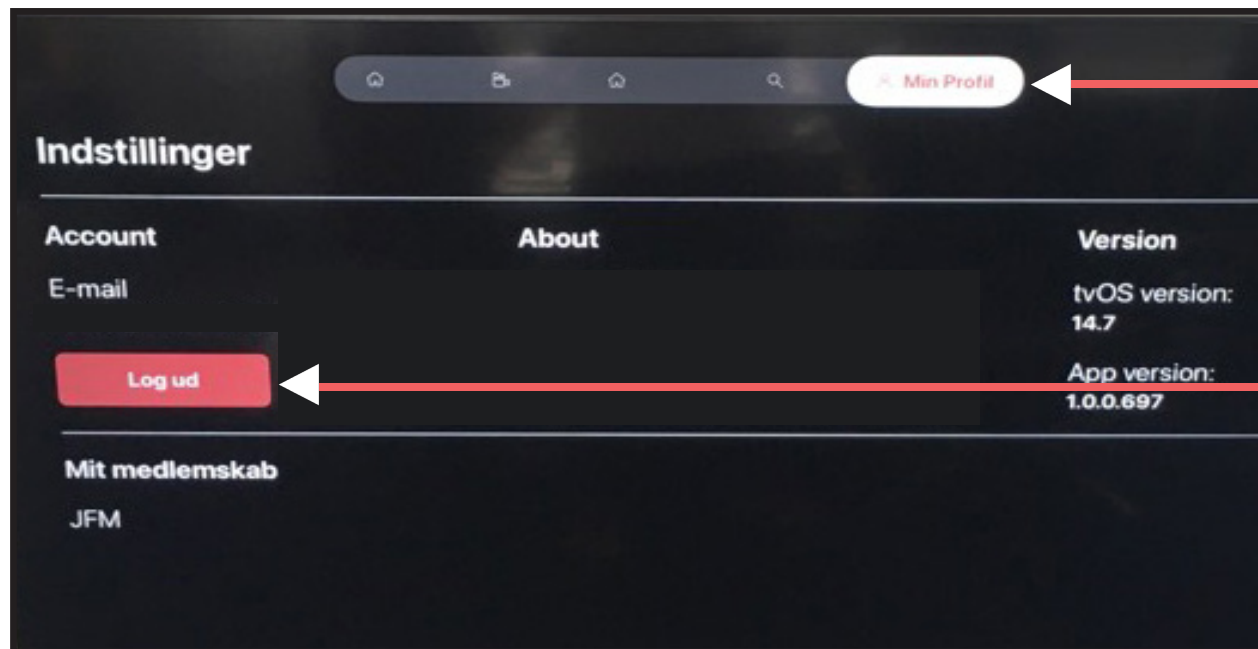 Min Profil
Indstillinger
Account
About
Version
E-mail
tvOS version:
14.7
Log ud
App version:
1.0.0.697
Mit medlemskab
JFM